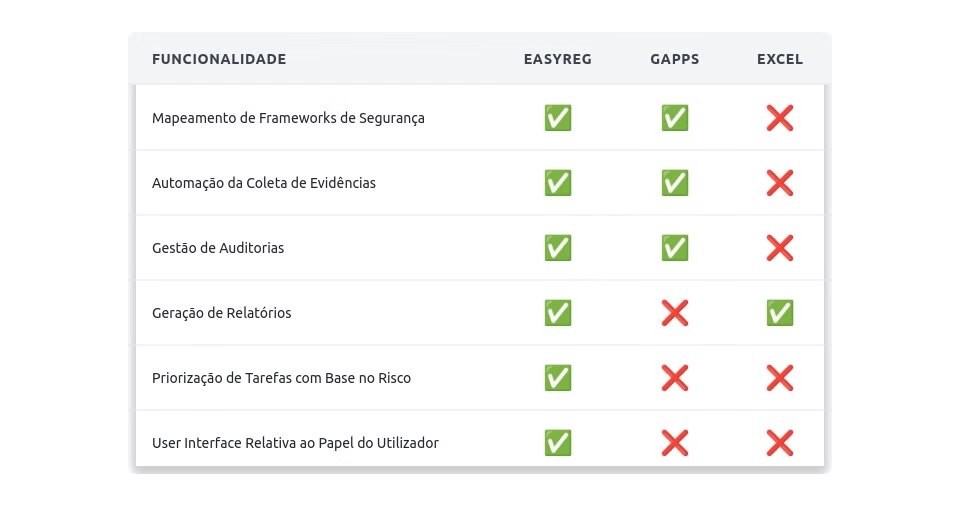 FUNCIONALIDADE EASYREG GAPPS EXCEL
Mapeamento de Frameworks de Segurança ✅ ✅ ❌
Automação da Coleta de Evidências ✅ ✅ ❌
Gestão de Auditorias ✅ ✅ ❌
Geração de Relatórios ✅ ❌ ✅
Priorização de Tarefas com Base no Risco ✅ ❌ ❌
User Interface Relativa ao Papel do Utilizador ✅ ❌ ❌